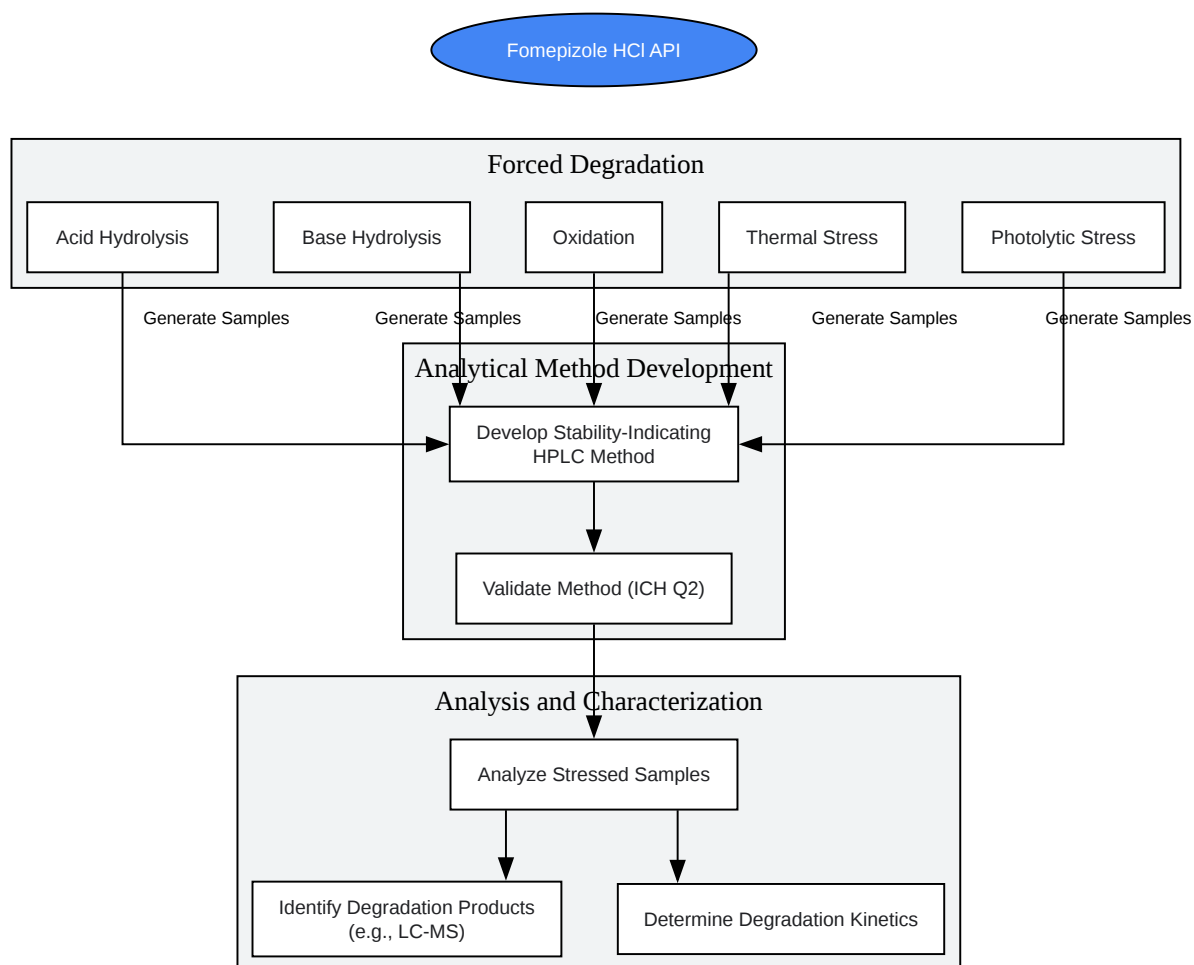 Fomepizole HCl API
Forced Degradation
Acid Hydrolysis
Base Hydrolysis
Oxidation
Thermal Stress
Photolytic Stress
Generate Samples
Generate Samples
Generate Samples
Generate Samples
Generate Samples
Analytical Method Development
Develop Stability-Indicating
HPLC Method
Validate Method (ICH Q2)
Analysis and Characterization
Analyze Stressed Samples
Identify Degradation Products
(e.g., LC-MS)
Determine Degradation Kinetics